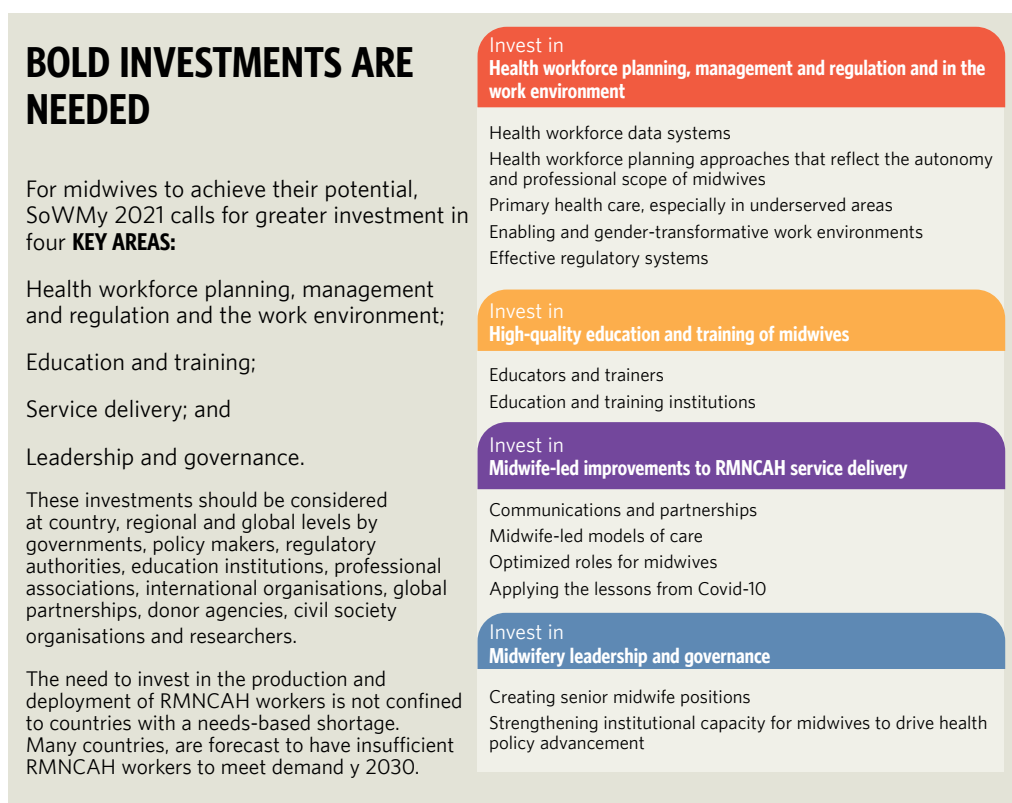 BOLD INVESTMENTS ARE
NEEDED
For midwives to achieve their potential,
SoWMy 2021 calls for greater investment in
four KEY AREAS:
Health workforce planning, management
and regulation and the work environment;
Education and training;
Service delivery; and
Leadership and governance.
These investments should be considered
at country, regional and global levels by
governments, policy makers, regulatory
authorities, education institutions, professional
associations, international organisations, global
partnerships, donor agencies, civil society
organisations and researchers.
The need to invest in the production and
deployment of RMNCAH workers is not confined
to countries with a needs-based shortage.
Many countries, are forecast to have insufficient
RMNCAH workers to meet demand y 2030.
Invest in
Health workforce planning, management and regulation and in the
work environment
Health workforce data systems
Health workforce planning approaches that reflect the autonomy
and professional scope of midwives
Primary health care, especially in underserved areas
Enabling and gender-transformative work environments
Effective regulatory systems
Invest in
High-quality education and training of midwives
Educators and trainers
Education and training institutions
Invest in
Midwife-led improvements to RMNCAH service delivery
Communications and partnerships
Midwife-led models of care
Optimized roles for midwives
Applying the lessons from Covid-10
Invest in
Midwifery leadership and governance
Creating senior midwife positions
Strengthening institutional capacity for midwives to drive health
policy advancement